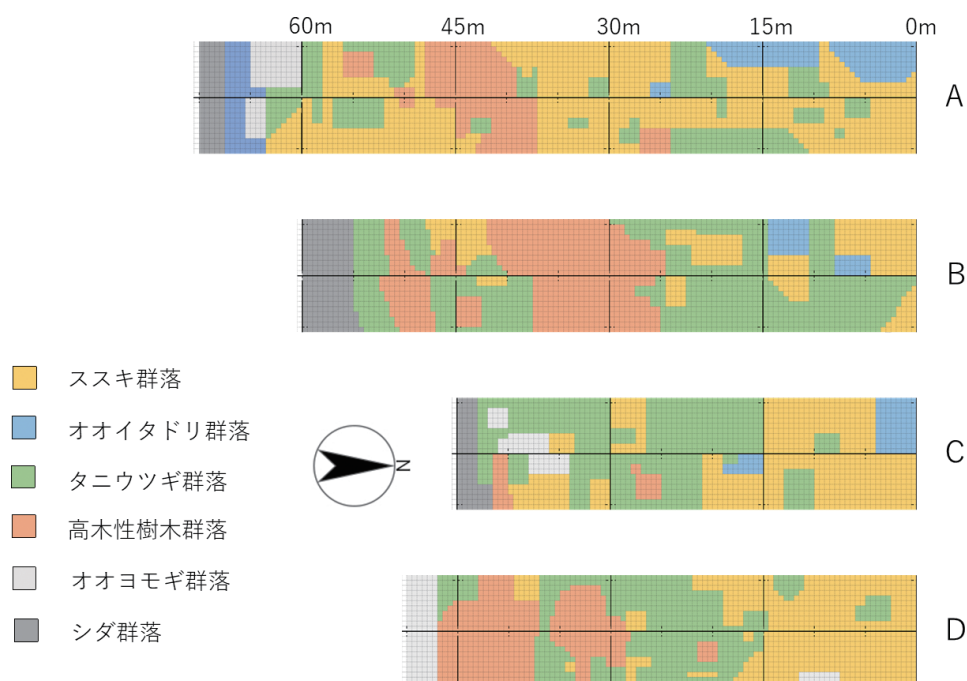 60m 45m 30m 15m 0m
A
B
ススキ群落
オオイタドリ群落
タニウツギ群落
高木性樹木群落
オオヨモギ群落
シダ群落
N
C
D